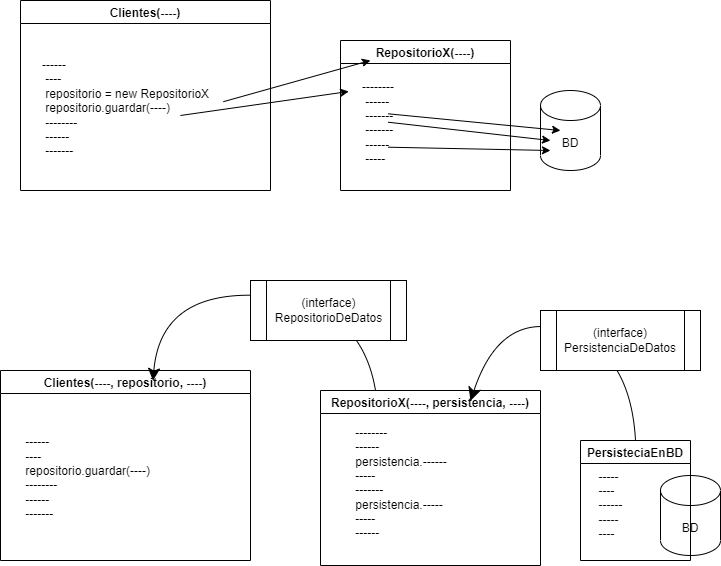 Clientes(----)
------
----
repositorio = new RepositorioX
repositorio.guardar(----)
--------
------
-------
RepositorioX(----)
--------
------
-------
-------
------
-----
BD
(interface)
RepositorioDeDatos
(interface)
PersistenciaDeDatos
Clientes(----, repositorio, ----)
------
----
repositorio.guardar(----)
--------
------
-------
RepositorioX(----, persistencia, ----)
--------
------
persistencia.------
-----
-------
persistencia.-----
-----
------
PersisteciaEnBD
-----
----
------
-----
----
BD